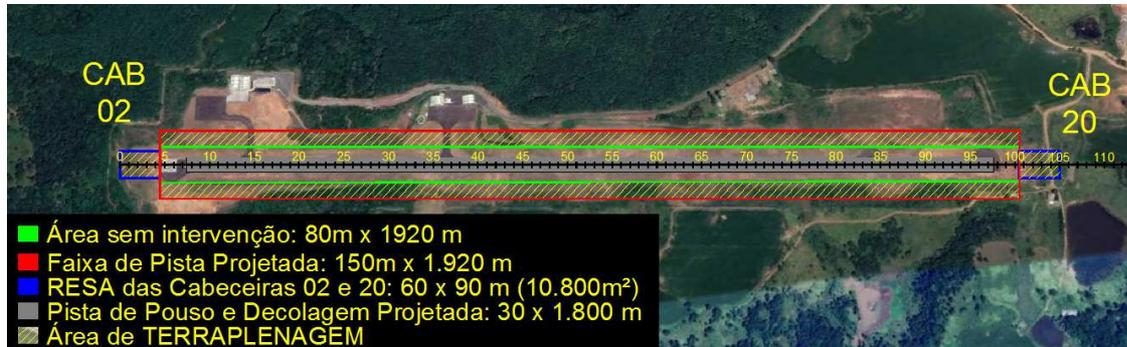 CAB
02
CAB
20
0 5 10 15 20 25 30 35 40 45 50 55 60 65 70 75 80 85 90 95 100 105 110
Área sem intervenção: 80m x 1920 m
Faixa de Pista Projetada: 150m x 1.920 m
RESA das Cabeceiras 02 e 20: 60 x 90 m (10.800m²)
Pista de Pouso e Decolagem Projetada: 30 x 1.800 m
Área de TERRAPLENAGEM